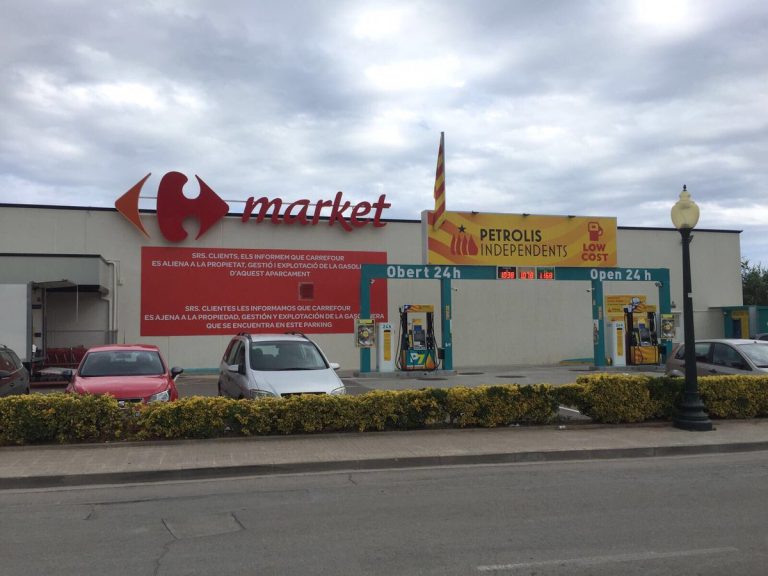 market
SRS. CLIENTS, ELS INFORMEM QUE CARREFOUR
ES ALIENA A LA PROPIETAT, GESTIÓ I EXPLOTACIÓ DE LA GASOLI
D'AQUEST APARCAMENT
SRS. CLIENTES LES INFORMAMOS QUE CARREFOUR
ES AJENA A LA PROPIEDAD, GESTIÓN Y EXPLOTACIÓN DE LA GASOLINERA
QUE SE ENCUENTRA EN ESTE PARKING
PETROLIS
INDEPENDENTS
LOW
COST
Obert 24h
Open 24h